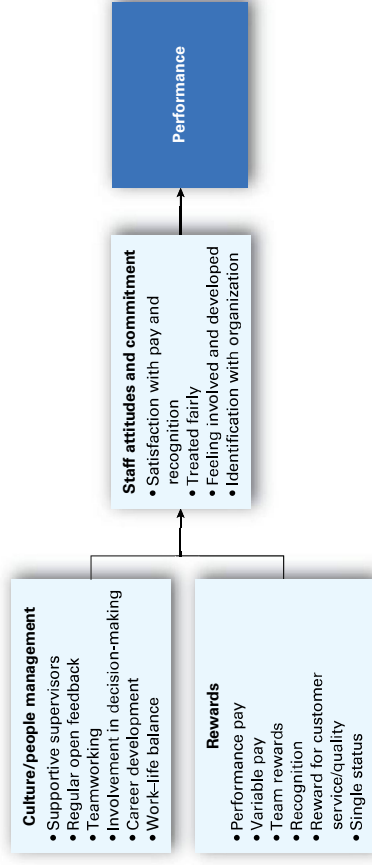 Culture/people management
• Supportive supervisors
• Regular open feedback
• Teamworking
• Involvement in decision-making
• Career development
• Work–life balance
Rewards
• Performance pay
• Variable pay
• Team rewards
• Recognition
• Reward for customer
service/quality
• Single status
Staff attitudes and commitment
• Satisfaction with pay and
recognition
• Treated fairly
• Feeling involved and developed
• Identification with organization
Performance